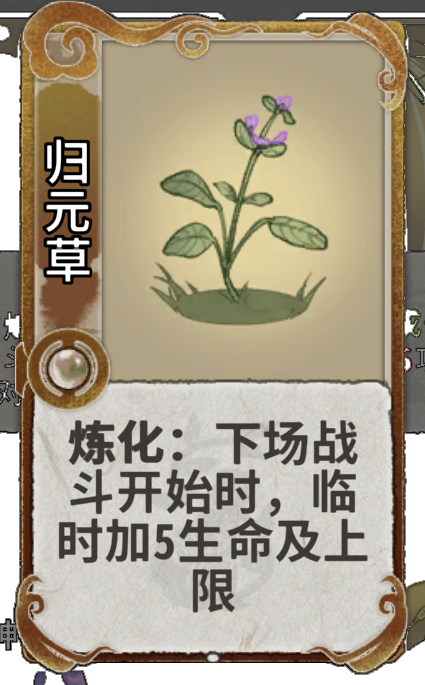 归元草
炼化：下场战
斗开始时，临
时加5生命及上
限